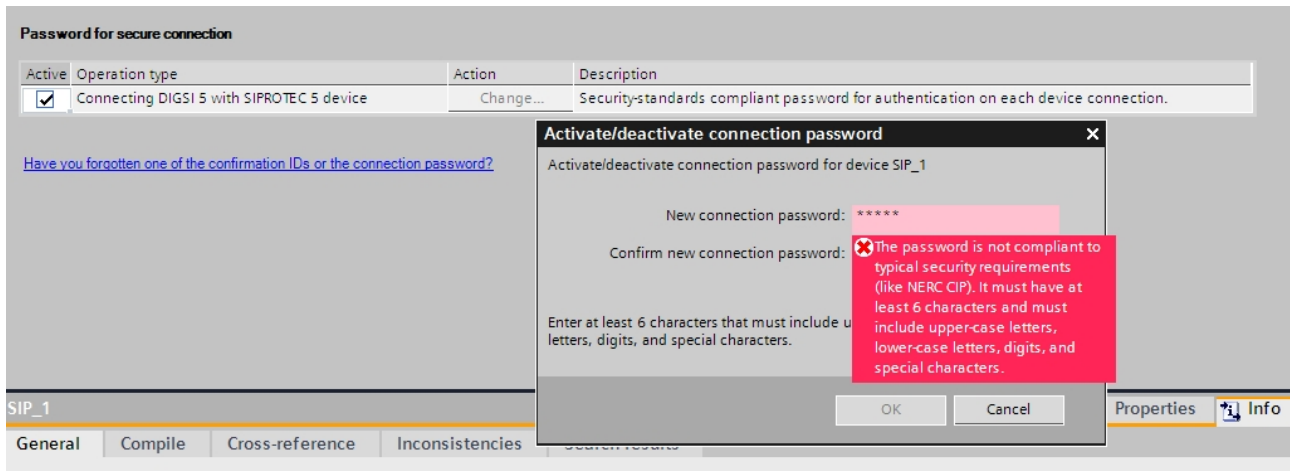 Password for secure connection
Active Operation type Action Description
Connecting DIGSI 5 with SIPROTEC 5 device Change... Security-standards compliant password for authentication on each device connection.
Have you forgotten one of the confirmation IDs or the connection password?
Activate/deactivate connection password
Activate/deactivate connection password for device SIP_1
New connection password: *****
Confirm new connection password:
The password is not compliant to
typical security requirements
(like NERC CIP). It must have at
least 6 characters and must
include upper-case letters,
lower-case letters, digits, and
special characters.
Enter at least 6 characters that must include
letters, digits, and special characters.
OK Cancel
SIP_1
Properties Info
General Compile Cross-reference Inconsistencies